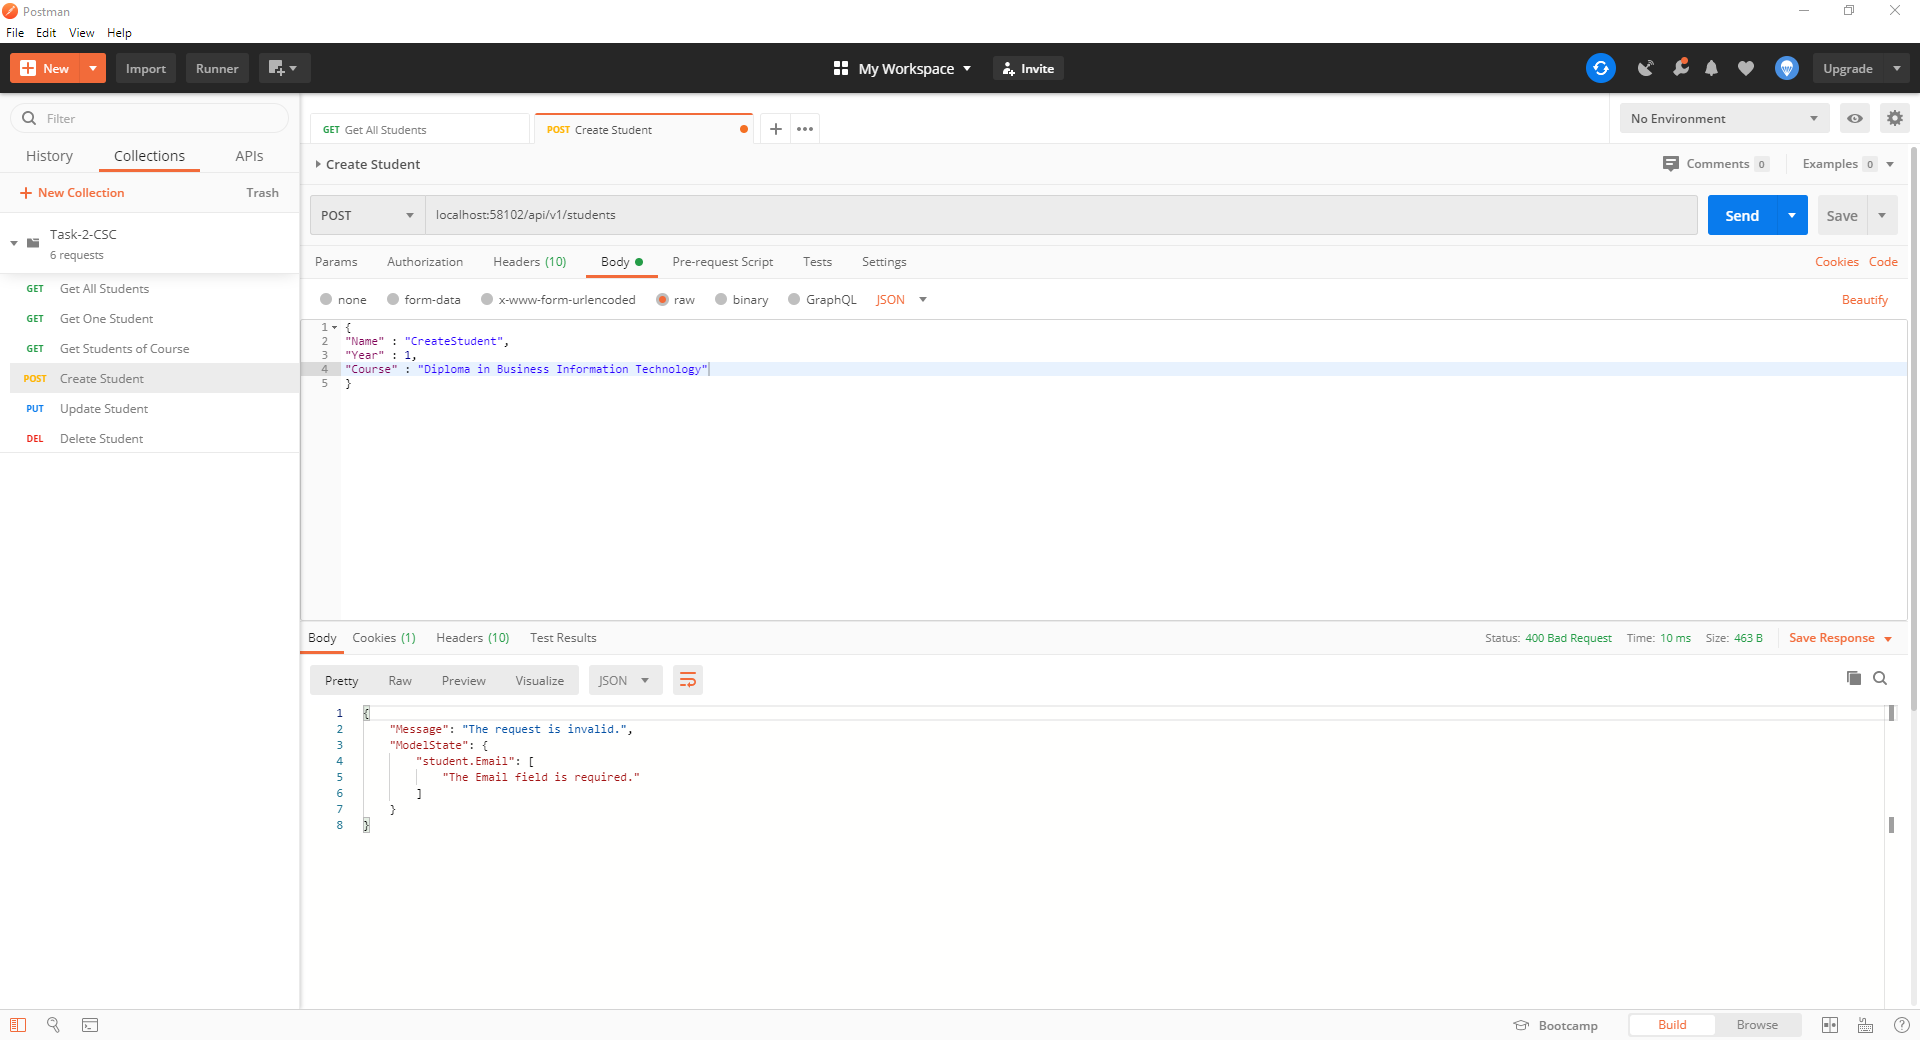 Postman
File Edit View Help
New Import Runner My Workspace Invite Upgrade
Filter
History Collections APIs
New Collection Trash
Task-2-CSC
6 requests
GET Get All Students
GET Get One Student
GET Get Students of Course
POST Create Student
PUT Update Student
DEL Delete Student
GET Get All Students POST Create Student No Environment
Create Student Comments 0 Examples 0
POST localhost:58102/api/v1/students Send Save
Params Authorization Headers (10) Body Pre-request Script Tests Settings Cookies Code
none form-data x-www-form-urlencoded raw binary GraphQL JSON Beautify
1 {
2 "Name" : "CreateStudent",
3 "Year" : 1,
4 "Course" : "Diploma in Business Information Technology"
5 }
Body Cookies (1) Headers (10) Test Results Status: 400 Bad Request Time: 10 ms Size: 463 B Save Response
Pretty Raw Preview Visualize JSON
1 {
2 "Message": "The request is invalid.",
3 "ModelState": {
4 "student.Email": [
5 "The Email field is required."
6 ]
7 }
8 }
Bootcamp Build Browse